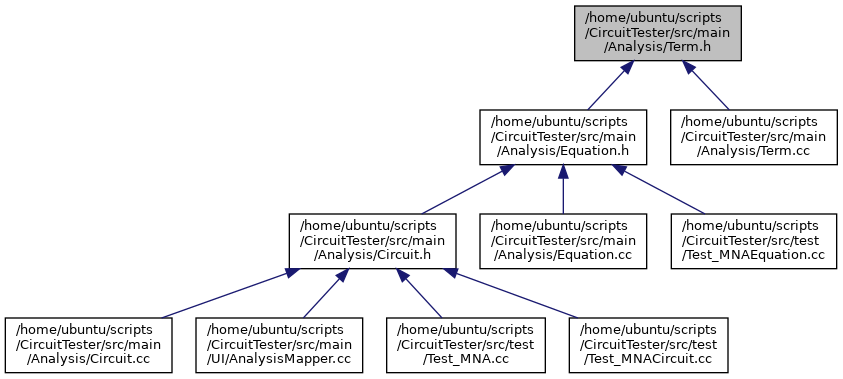 /home/ubuntu/scripts
/CircuitTester/src/main
/Analysis/Term.h
/home/ubuntu/scripts
/CircuitTester/src/main
/Analysis/Equation.h
/home/ubuntu/scripts
/CircuitTester/src/main
/Analysis/Term.cc
/home/ubuntu/scripts
/CircuitTester/src/main
/Analysis/Circuit.h
/home/ubuntu/scripts
/CircuitTester/src/main
/Analysis/Equation.cc
/home/ubuntu/scripts
/CircuitTester/src/test
/Test_MNAEquation.cc
/home/ubuntu/scripts
/CircuitTester/src/main
/Analysis/Circuit.cc
/home/ubuntu/scripts
/CircuitTester/src/main
/UI/AnalysisMapper.cc
/home/ubuntu/scripts
/CircuitTester/src/test
/Test_MNA.cc
/home/ubuntu/scripts
/CircuitTester/src/test
/Test_MNACircuit.cc